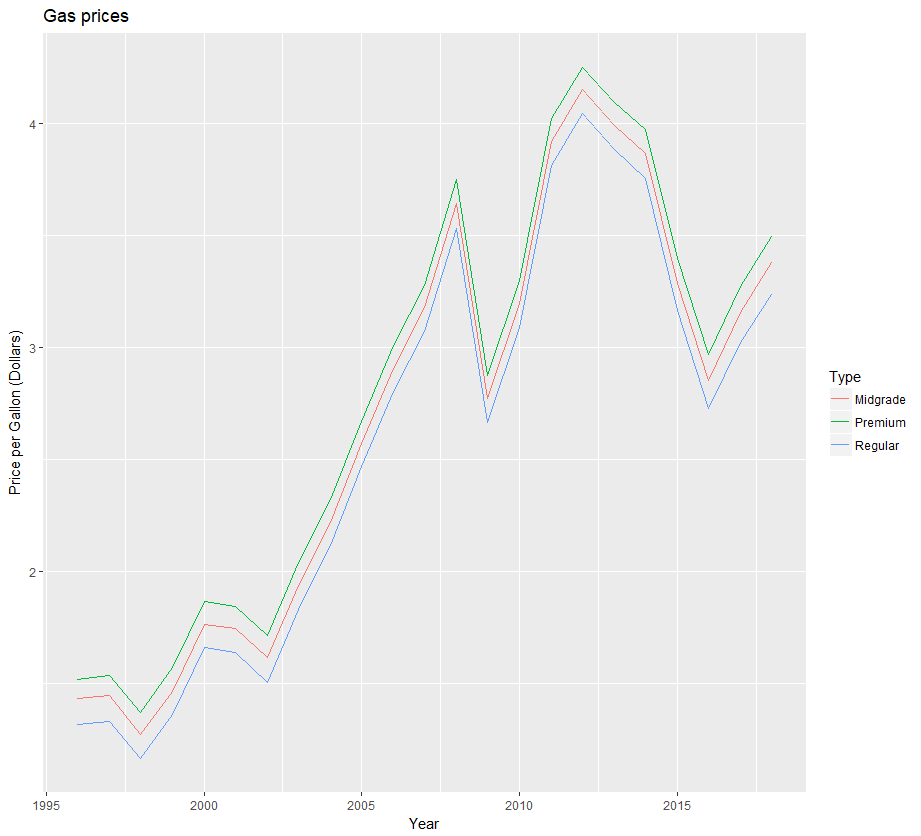 Gas prices
4
3
2
Price per Gallon (Dollars)
1995 2000 2005 2010 2015
Year
Type
Midgrade
Premium
Regular